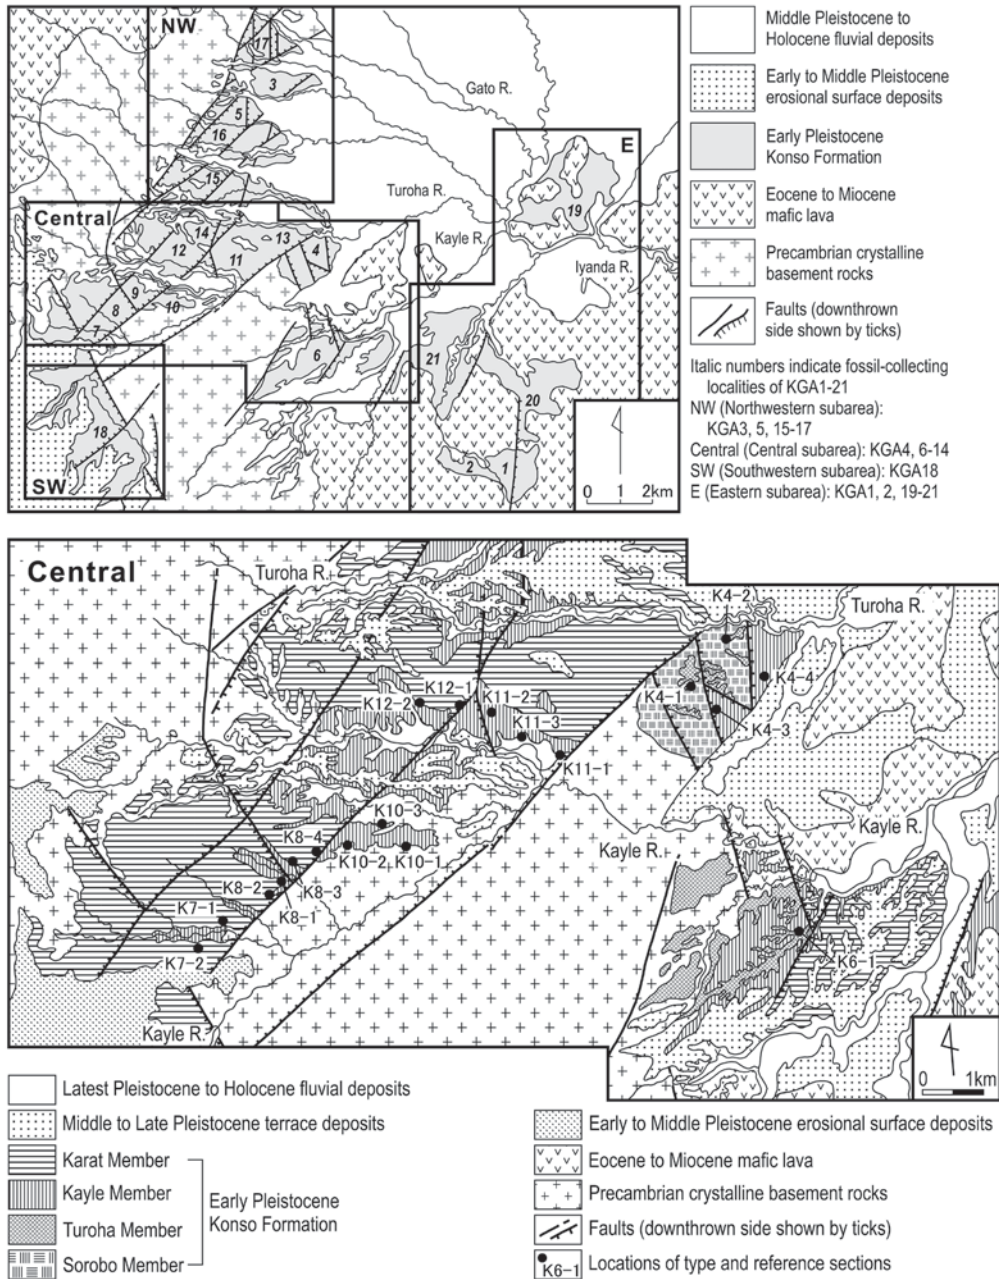 NW
17
3
5
16
15
Gato R.
E
Turoha R.
19
Kayle R.
Central
14
13
12
11
4
Iyanda R.
9
8
10
7
6
21
20
18
2
1
SW
0 1 2km
Middle Pleistocene to
Holocene fluvial deposits
Early to Middle Pleistocene
erosional surface deposits
Early Pleistocene
Konso Formation
Eocene to Miocene
mafic lava
Precambrian crystalline
basement rocks
Faults (downthrown
side shown by ticks)
Italic numbers indicate fossil-collecting
localities of KGA1-21
NW (Northwestern subarea):
KGA3, 5, 15-17
Central (Central subarea): KGA4, 6-14
SW (Southwestern subarea): KGA18
E (Eastern subarea): KGA1, 2, 19-21
Central
Turoha R.
K4-2
Turoha R.
K12-1
K12-2
K11-2
K4-1
K4-4
K11-3
K4-3
K11-1
K10-3
Kayle R.
K8-4
Kayle R.
K10-2
K10-1
K8-2
K8-3
K7-1
K8-1
K7-2
K6-1
Kayle R.
0 1km
Latest Pleistocene to Holocene fluvial deposits
Middle to Late Pleistocene terrace deposits
Karat Member
Kayle Member
Turoha Member
Sorobo Member
Early Pleistocene
Konso Formation
Early to Middle Pleistocene erosional surface deposits
Eocene to Miocene mafic lava
Precambrian crystalline basement rocks
Faults (downthrown side shown by ticks)
K6-1
Locations of type and reference sections